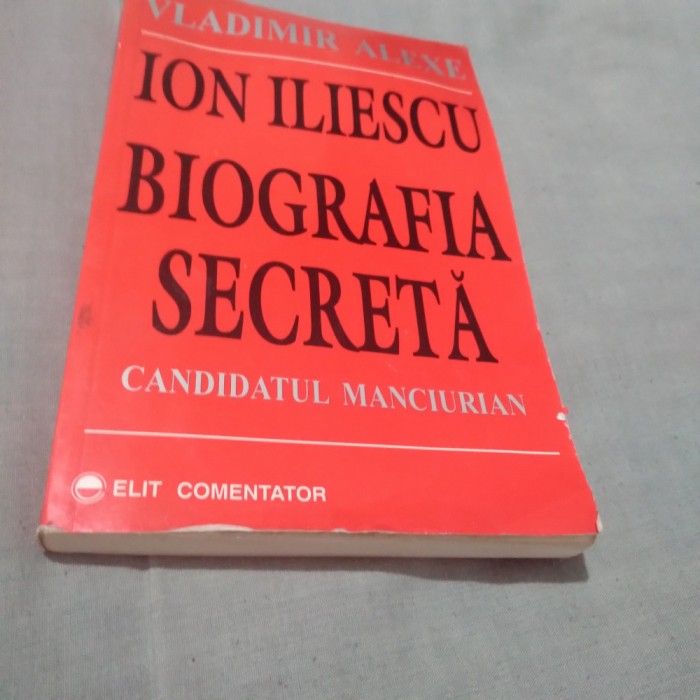 VLADIMIR ALEXE
ION ILIESCU
BIOGRAFIA
SECRETĂ
CANDIDATUL MANCIURIAN
ELIT COMENTATOR